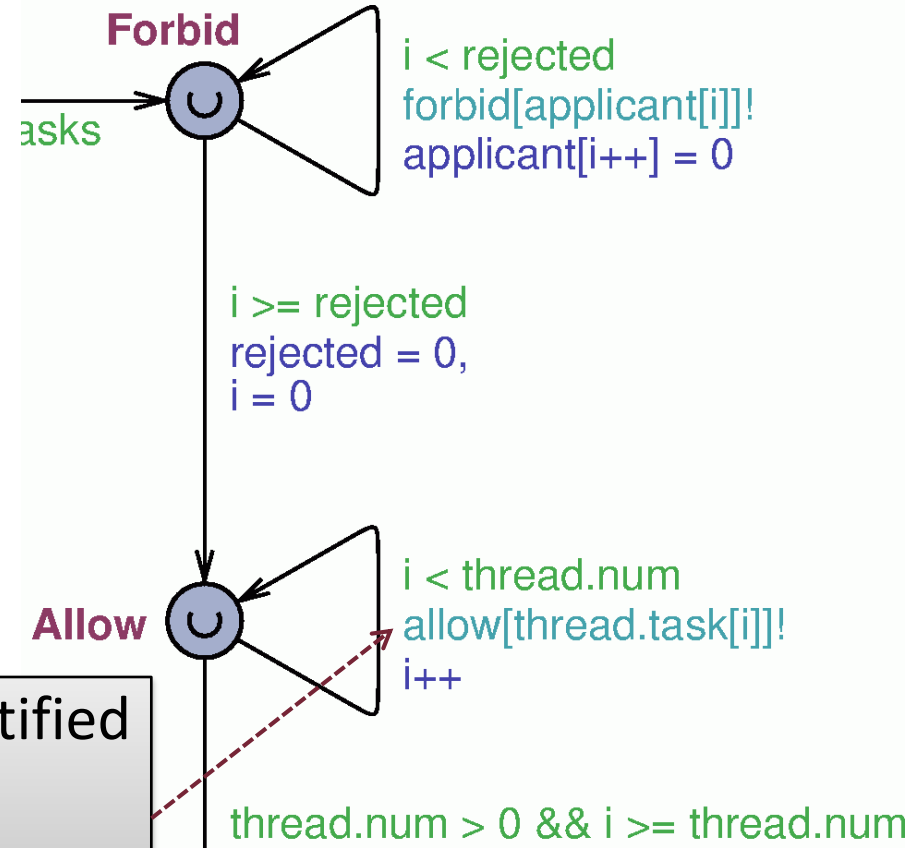 Forbid
i < rejected
forbid[applicant[i]]!
applicant[i++] = 0
asks
i >= rejected
rejected = 0,
i = 0
i < thread.num
Allow
allow[thread.task[i]]!
i++
tified
thread.num > 0 && i >= thread.num